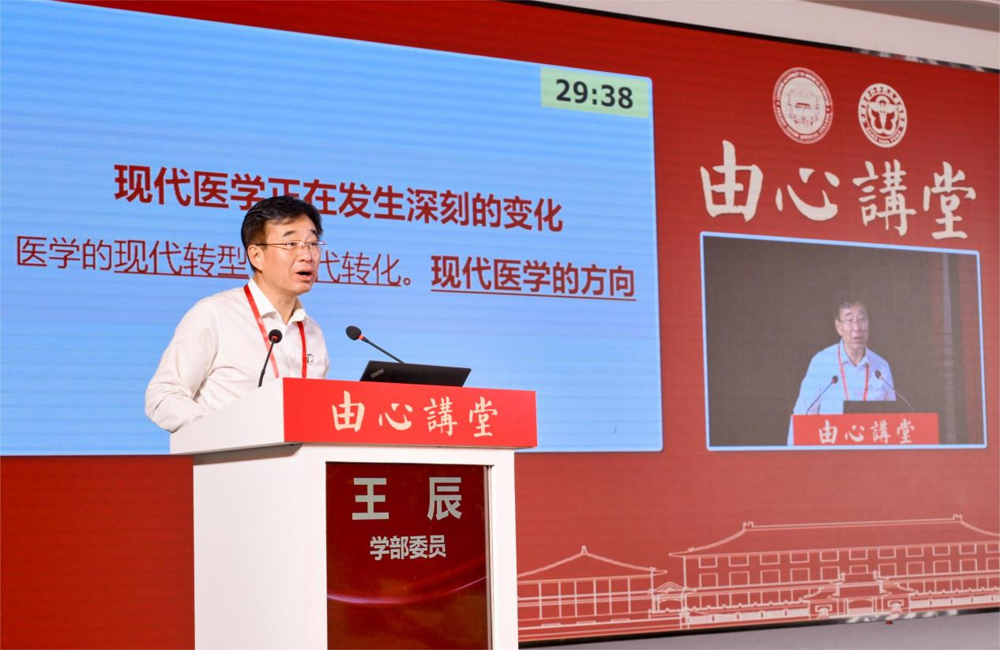 29:38
现代医学正在发生深刻的变化
医学的现代转型 代转化。现代医学的方向
2
由心講堂
由心講堂
王 辰
学部委员
由心講堂